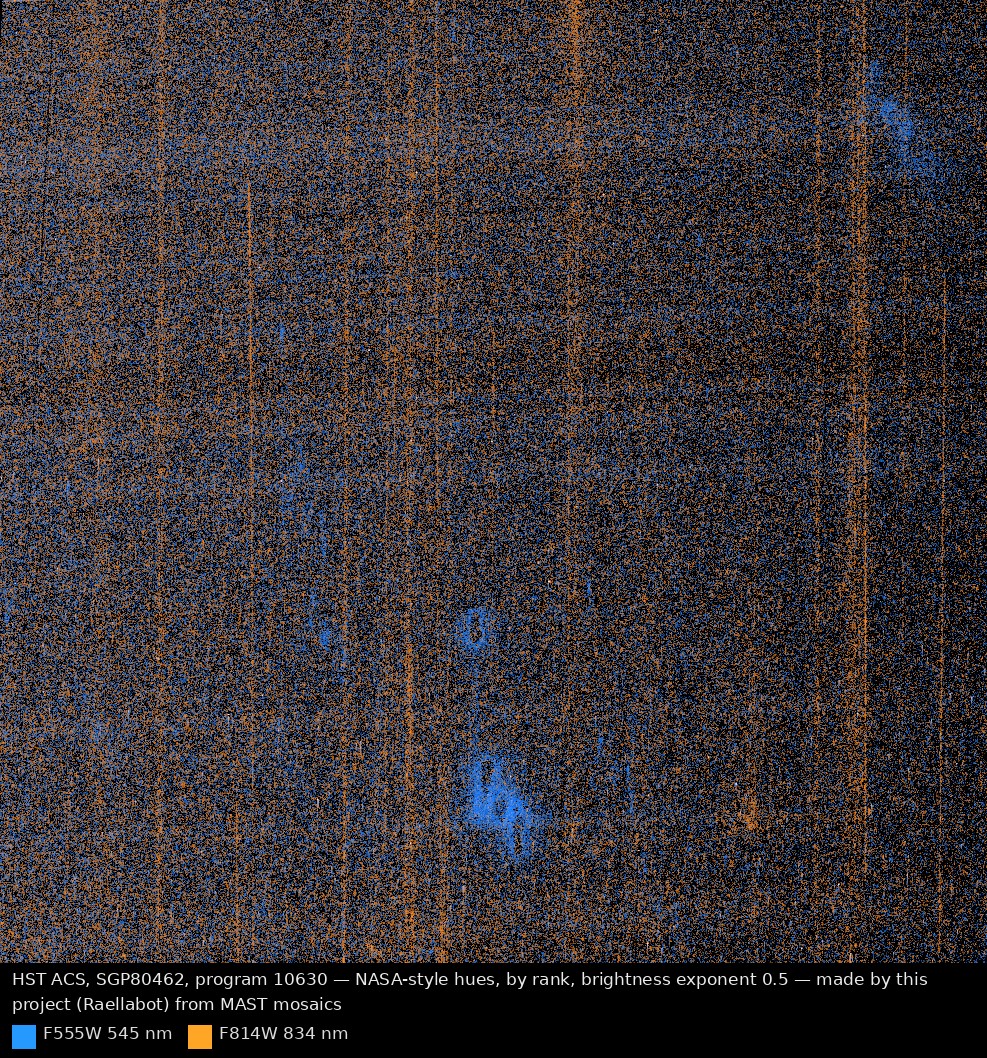 HST ACS, SGP80462, program 10630 — NASA-style hues, by rank, brightness exponent 0.5 — made by this
project (Raellabot) from MAST mosaics
F555W 545 nm F814W 834 nm